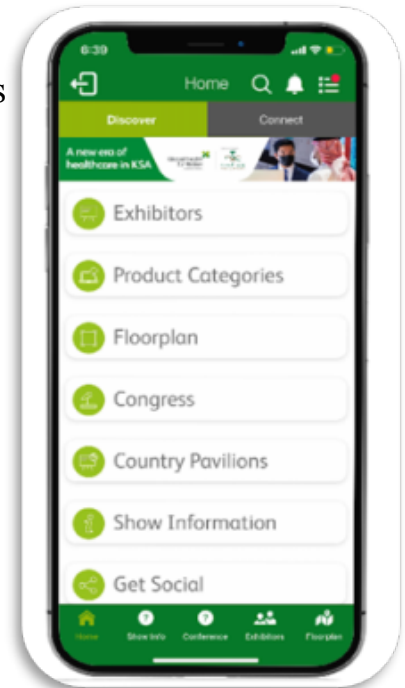 s
6:39
Home
Discover
Connect
A new era of
healthcare in KSA
Exhibitors
Product Categories
Floorplan
Congress
Country Pavilions
Show Information
Get Social
Home
Show Info
Conference
Exhibitors
Floorplan